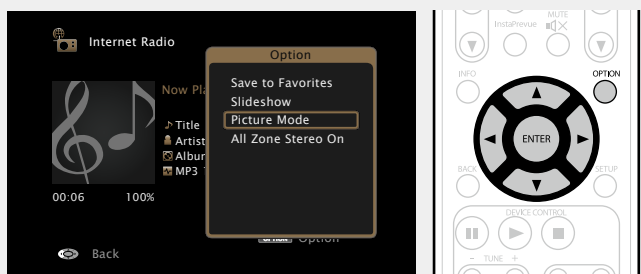 Internet Radio
Option
Now Pla
Save to Favorites
Slideshow
Title
Picture Mode
Artist
All Zone Stereo On
Album
MP3
00:06 100%
Option
Back
MUTE
InstaPrevue
INFO
OPTION
ENTER
BACK
SETUP
DEVICE CONTROL
- TUNE +